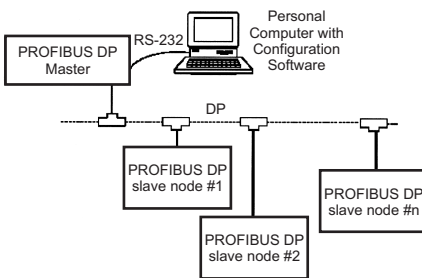 Personal
Computer with
Configuration
Software
RS-232
PROFIBUS DP
Master
DP
PROFIBUS DP
slave node #1
PROFIBUS DP
slave node #2
PROFIBUS DP
slave node #n